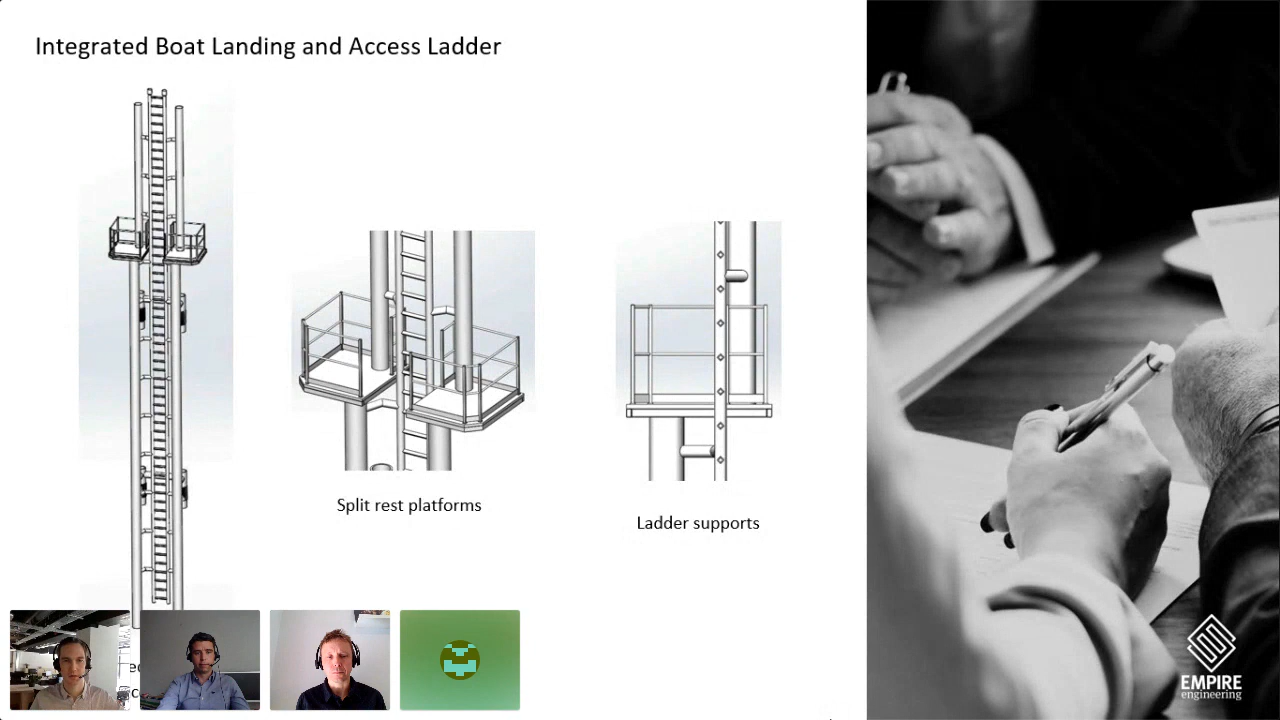 Integrated Boat Landing and Access Ladder
Split rest platforms
Ladder supports
EMPIRE
engineering